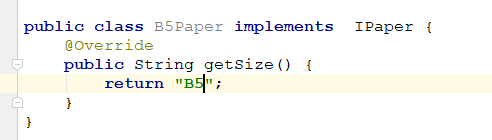 public class B5Paper implements  IPaper {
    @Override
    public String getSize() {
        return "B5";
    }
}